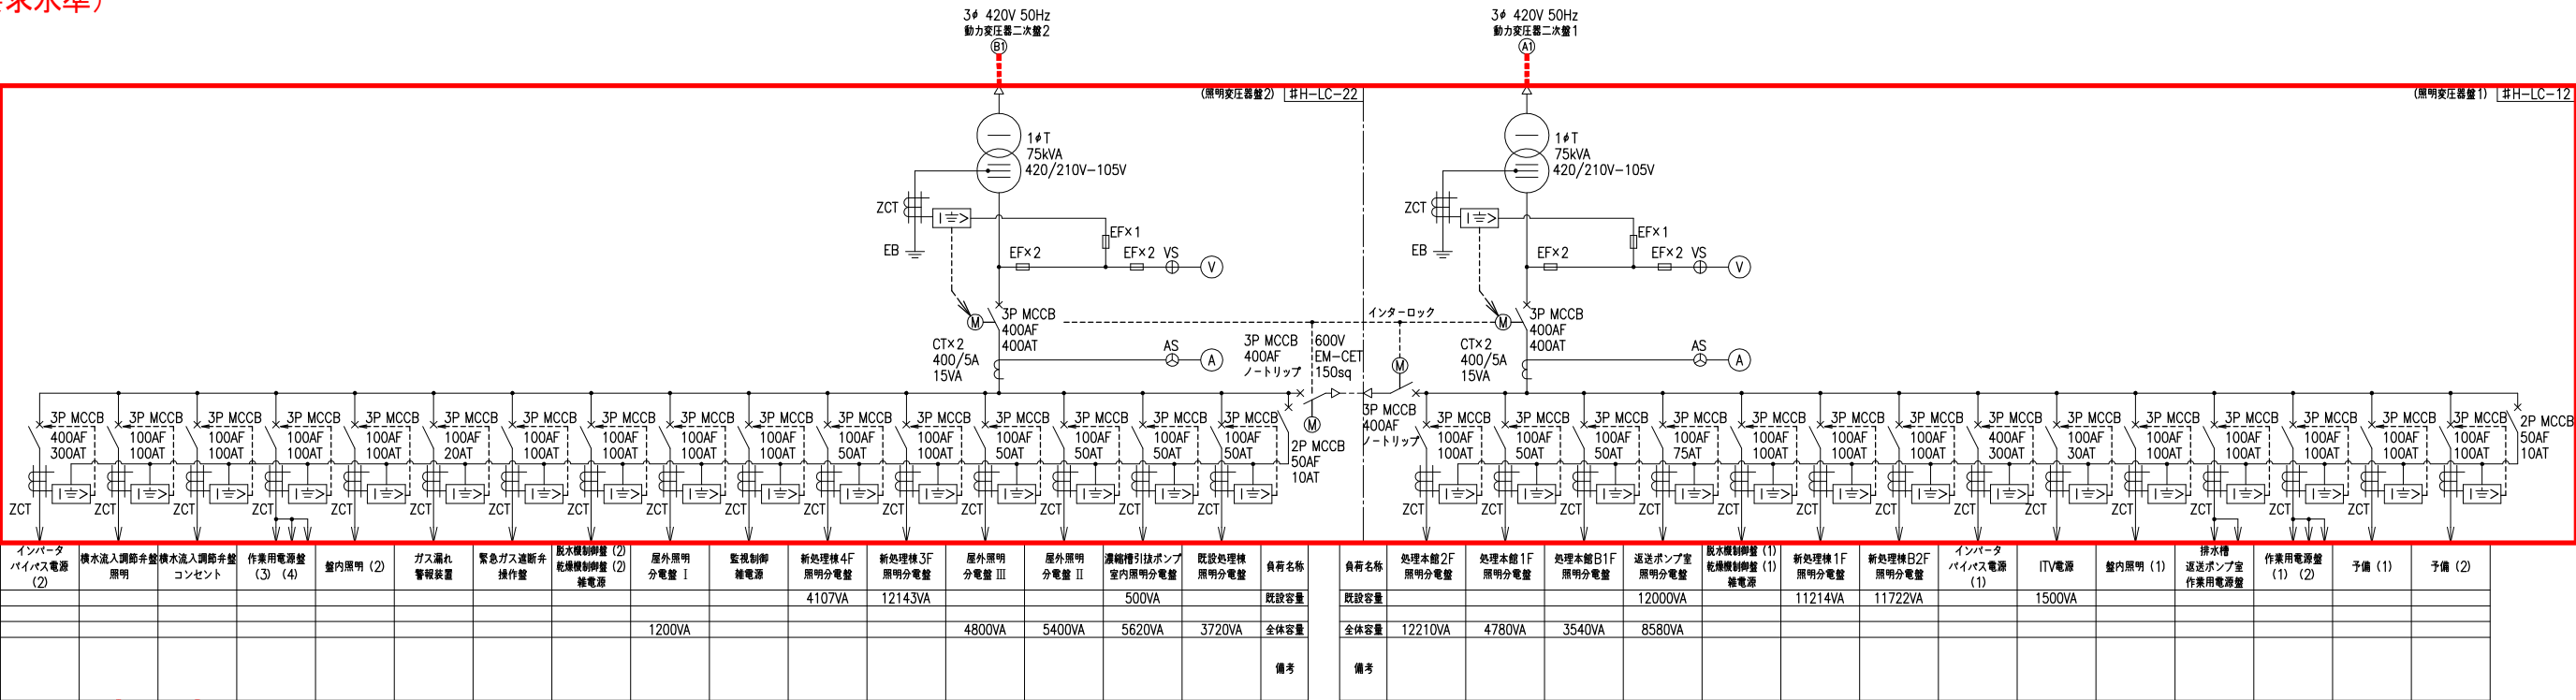 求水準）
3φ 420V 50Hz
動力変圧器二次盤2
B1
3φ 420V 50Hz
動力変圧器二次盤1
A1
(照明変圧器盤2) #H-LC-22
(照明変圧器盤1) #H-LC-12
1φT
75kVA
420/210V-105V
ZCT
I >
EB
EF×1
EF×2
EF×2 VS
V
M
3P MCCB
400AF
400AT
CT×2
400/5A
15VA
AS
A
インターロック
3P MCCB
400AF
ノートリップ
600V
EM-CET
150sq
M
M
3P MCCB
400AF
ノートリップ
1φT
75kVA
420/210V-105V
ZCT
I >
EB
EF×1
EF×2
EF×2 VS
V
M
3P MCCB
400AF
400AT
CT×2
400/5A
15VA
AS
A
3P MCCB 3P MCCB 3P MCCB 3P MCCB 3P MCCB 3P MCCB 3P MCCB 3P MCCB 3P MCCB 3P MCCB 3P MCCB 3P MCCB 3P MCCB 3P MCCB 3P MCCB 3P MCCB
400AF 100AF 100AF 100AF 100AF 100AF 100AF 100AF 100AF 100AF 100AF 100AF 100AF 100AF 100AF 100AF
300AT 100AT 100AT 100AT 100AT 20AT 100AT 100AT 100AT 100AT 50AT 100AT 50AT 50AT 50AT 50AT
2P MCCB
50AF
10AT
I > I > I > I > I > I > I > I > I > I > I > I > I > I > I > I >
ZCT ZCT ZCT ZCT ZCT ZCT ZCT ZCT ZCT ZCT ZCT ZCT ZCT ZCT ZCT ZCT
3P MCCB 3P MCCB 3P MCCB 3P MCCB 3P MCCB 3P MCCB 3P MCCB 3P MCCB 3P MCCB 3P MCCB 3P MCCB 3P MCCB 3P MCCB 3P MCCB
100AF 100AF 100AF 100AF 100AF 100AF 100AF 400AF 100AF 100AF 100AF 100AF 100AF 100AF
100AT 50AT 50AT 75AT 100AT 100AT 100AT 300AT 30AT 100AT 100AT 100AT 100AT 100AT
2P MCCB
50AF
10AT
I > I > I > I > I > I > I > I > I > I > I > I > I > I >
ZCT ZCT ZCT ZCT ZCT ZCT ZCT ZCT ZCT ZCT ZCT ZCT ZCT ZCT
インバータ
バイパス電源
(2)
横水流入調節弁盤
照明
横水流入調節弁盤
コンセント
作業用電源盤
(3) (4)
盤内照明 (2)
ガス漏れ
警報装置
緊急ガス遮断弁
操作盤
脱水機制御盤 (2)
乾燥機制御盤 (2)
雑電源
屋外照明
分電盤 I
監視制御
雑電源
新処理棟4F
照明分電盤
新処理棟3F
照明分電盤
屋外照明
分電盤 III
屋外照明
分電盤 II
濃縮槽引抜ポンプ
室内照明分電盤
既設処理棟
照明分電盤
負荷名称
4107VA 12143VA 500VA 既設容量
1200VA 4800VA 5400VA 5620VA 3720VA 全体容量
備考
負荷名称
処理本館2F
照明分電盤
処理本館1F
照明分電盤
処理本館B1F
照明分電盤
返送ポンプ室
照明分電盤
脱水機制御盤 (1)
乾燥機制御盤 (1)
雑電源
新処理棟1F
照明分電盤
新処理棟B2F
照明分電盤
インバータ
バイパス電源
(1)
ITV電源
盤内照明 (1)
排水槽
返送ポンプ室
作業用電源盤
作業用電源盤
(1) (2)
予備 (1)
予備 (2)
既設容量 12000VA 11214VA 11722VA 1500VA
全体容量 12210VA 4780VA 3540VA 8580VA
備考